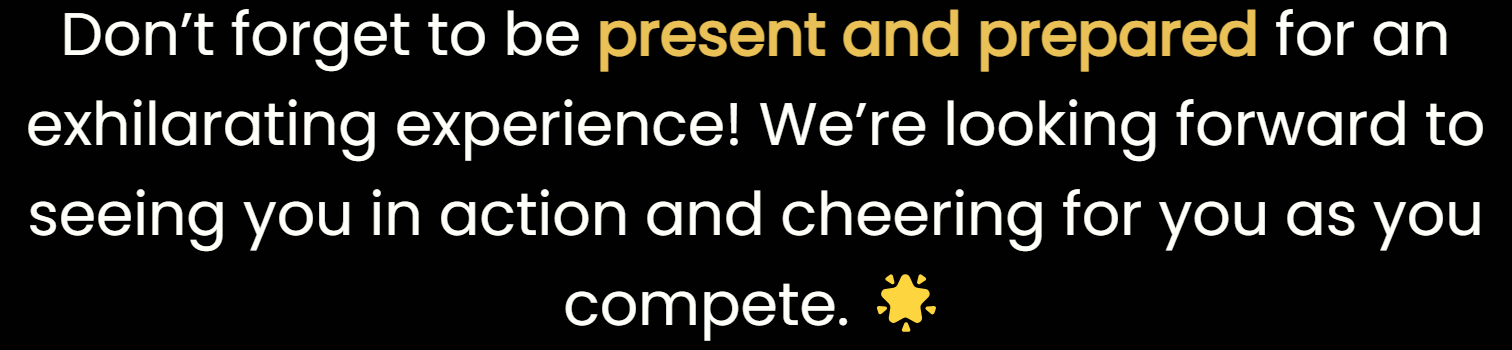 Don’t forget to be present and prepared for an
exhilarating experience! We’re looking forward to
seeing you in action and cheering for you as you
compete. 🌟